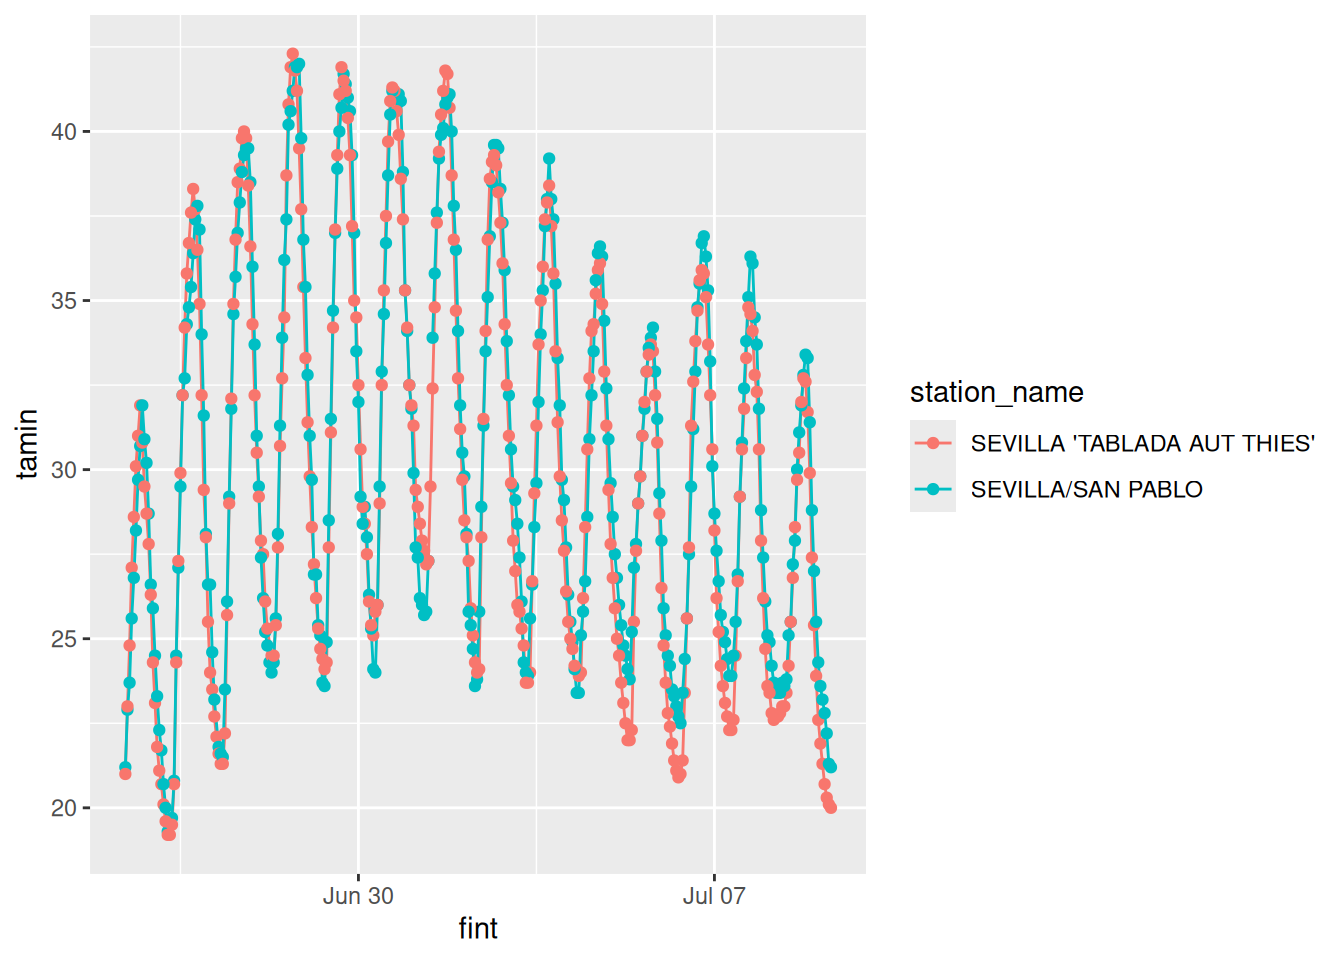 tamin
40
35
30
25
20
Jun 30
Jul 07
fint
station_name
SEVILLA 'TABLADA AUT THIES'
SEVILLA/SAN PABLO